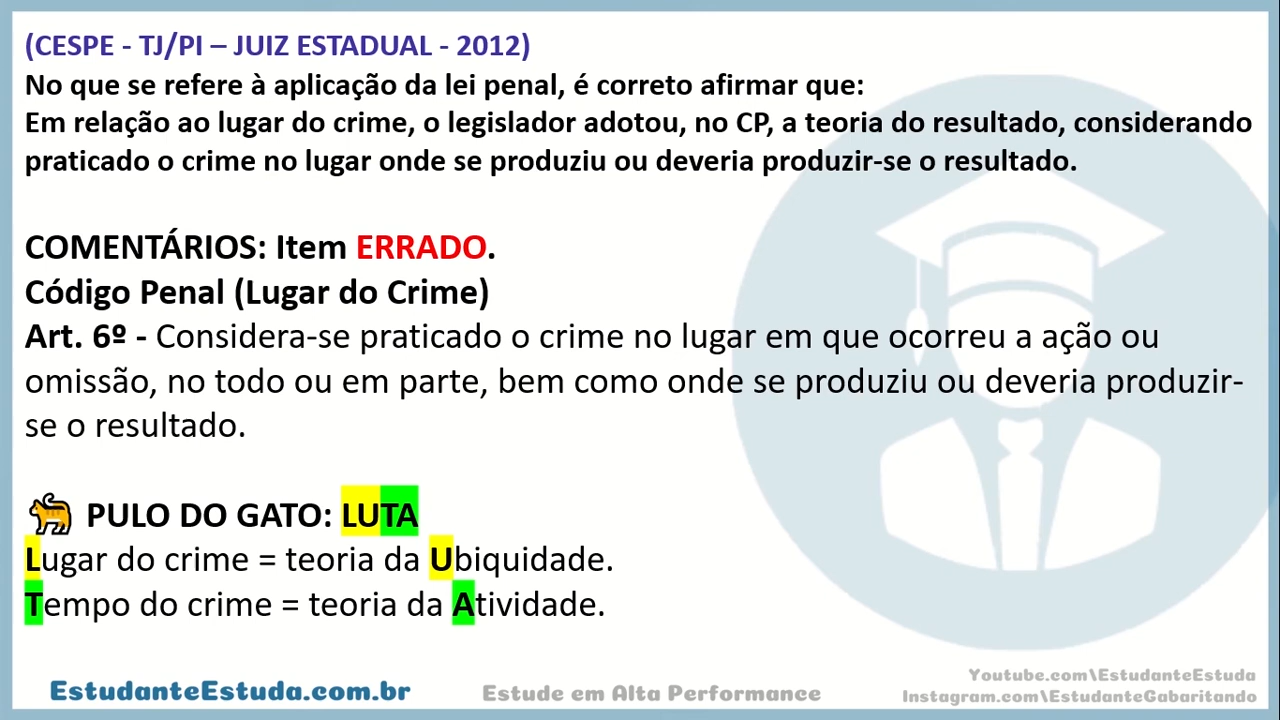 (CESPE - TJ/PI – JUIZ ESTADUAL - 2012)
No que se refere à aplicação da lei penal, é correto afirmar que:
Em relação ao lugar do crime, o legislador adotou, no CP, a teoria do resultado, considerando
praticado o crime no lugar onde se produziu ou deveria produzir-se o resultado.
COMENTÁRIOS: Item ERRADO.
Código Penal (Lugar do Crime)
Art. 6º - Considera-se praticado o crime no lugar em que ocorreu a ação ou
omissão, no todo ou em parte, bem como onde se produziu ou deveria produzir-
se o resultado.
PULO DO GATO: LUTA
Lugar do crime = teoria da Ubiquidade.
Tempo do crime = teoria da Atividade.
EstudanteEstuda.com.br
Estude em Alta Performance
Youtube.com\EstudanteEstuda
Instagram.com\EstudanteGabaritando